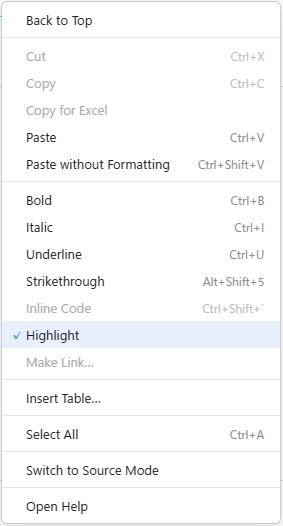 Back to Top
Cut Ctrl+X
Copy Ctrl+C
Copy for Excel
Paste Ctrl+V
Paste without Formatting Ctrl+Shift+V
Bold Ctrl+B
Italic Ctrl+I
Underline Ctrl+U
Strikethrough Alt+Shift+5
Inline Code Ctrl+Shift+`
✓ Highlight
Make Link...
Insert Table...
Select All Ctrl+A
Switch to Source Mode
Open Help